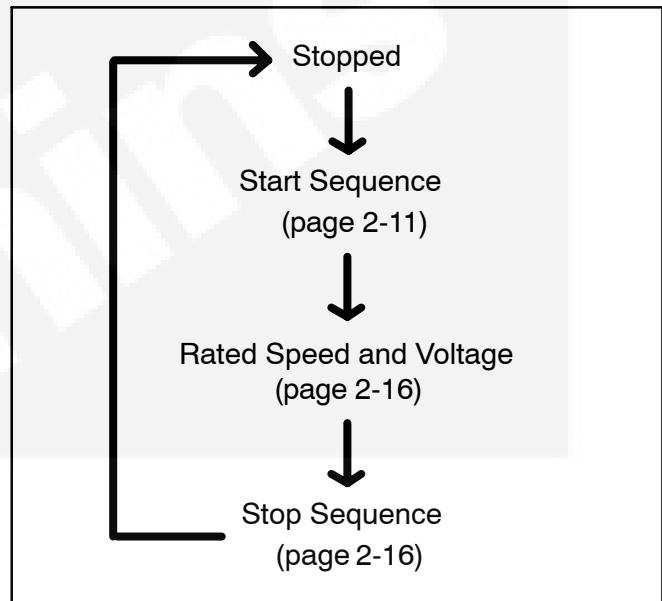 Stopped
Start Sequence
(page 2-11)
Rated Speed and Voltage
(page 2-16)
Stop Sequence
(page 2-16)